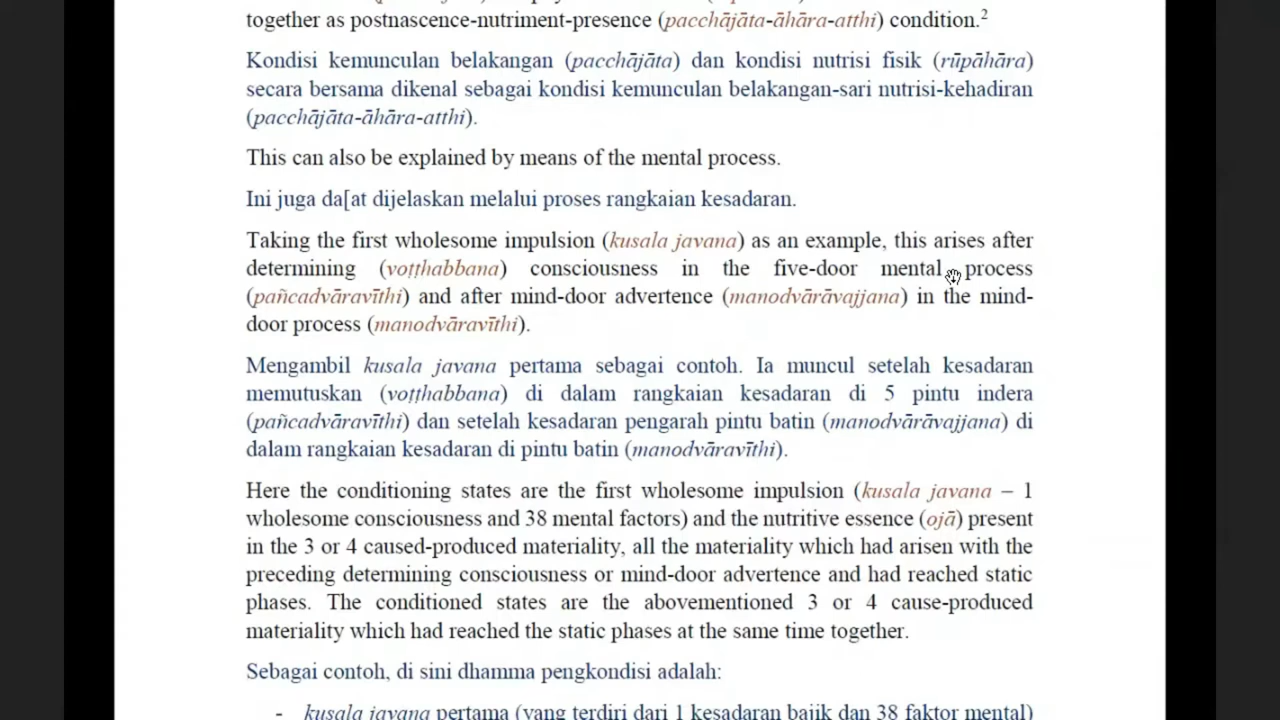 together as postnascence-nutriment-presence (pacchājāta-āhāra-atthi) condition.²
Kondisi kemunculan belakangan (pacchājāta) dan kondisi nutrisi fisik (rūpāhāra)
secara bersama dikenal sebagai kondisi kemunculan belakangan-sari nutrisi-kehadiran
(pacchājāta-āhāra-atthi).
This can also be explained by means of the mental process.
Ini juga da[at dijelaskan melalui proses rangkaian kesadaran.
Taking the first wholesome impulsion (kusala javana) as an example, this arises after
determining (voṭṭhabbana) consciousness in the five-door mental process
(pañcadvāravīthi) and after mind-door advertence (manodvārāvajjana) in the mind-
door process (manodvāravīthi).
Mengambil kusala javana pertama sebagai contoh. Ia muncul setelah kesadaran
memutuskan (voṭṭhabbana) di dalam rangkaian kesadaran di 5 pintu indera
(pañcadvāravīthi) dan setelah kesadaran pengarah pintu batin (manodvārāvajjana) di
dalam rangkaian kesadaran di pintu batin (manodvāravīthi).
Here the conditioning states are the first wholesome impulsion (kusala javana – 1
wholesome consciousness and 38 mental factors) and the nutritive essence (ojā) present
in the 3 or 4 caused-produced materiality, all the materiality which had arisen with the
preceding determining consciousness or mind-door advertence and had reached static
phases. The conditioned states are the abovementioned 3 or 4 cause-produced
materiality which had reached the static phases at the same time together.
Sebagai contoh, di sini dhamma pengkondisi adalah:
- kusala javana pertama (yang terdiri dari 1 kesadaran bajik dan 38 faktor mental)